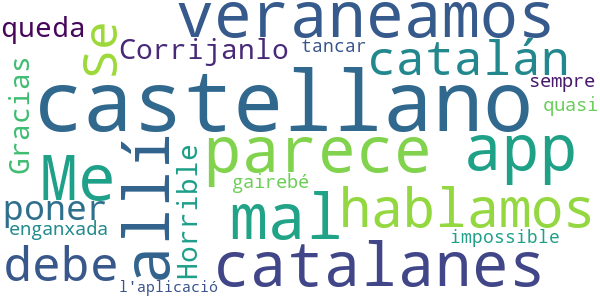 queda
Se
veraneamos
Corrijanlo
tancar
catalán
sempre
quasi
Gracias
castellano
allí
Me
parece
app
gairebé
Horrible
mal
hablamos
poner
enganxada
impossible
debe
catalanes
l'aplicació